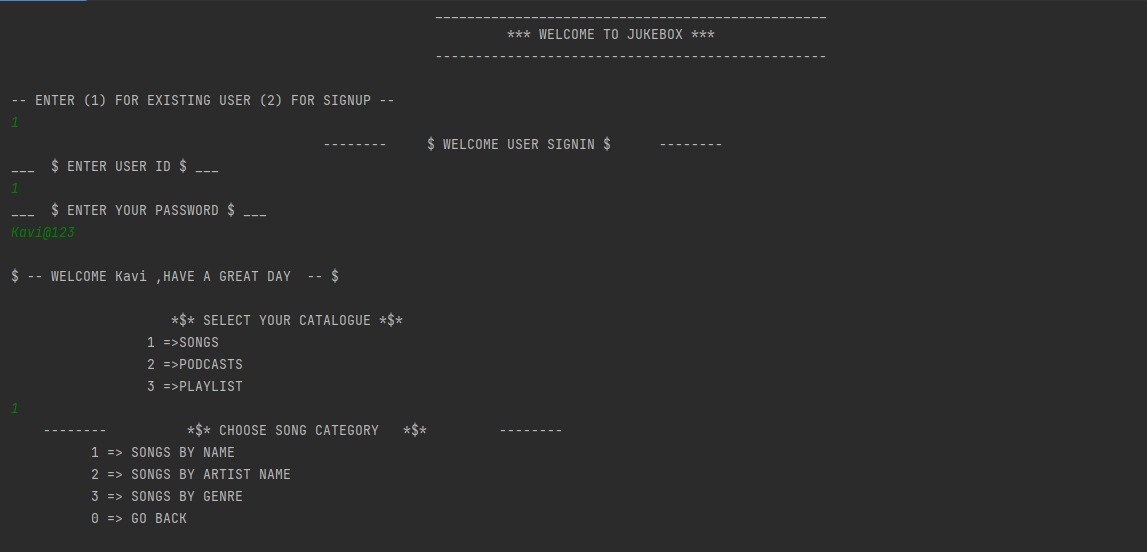 -------------------------------------------------
*** WELCOME TO JUKEBOX ***
-------------------------------------------------
-- ENTER (1) FOR EXISTING USER (2) FOR SIGNUP --
1
--------     $ WELCOME USER SIGNIN $      --------
___  $ ENTER USER ID $ ___
1
___  $ ENTER YOUR PASSWORD $ ___
Kavi@123
$ -- WELCOME Kavi ,HAVE A GREAT DAY  -- $
*$* SELECT YOUR CATALOGUE *$*
1 =>SONGS
2 =>PODCASTS
3 =>PLAYLIST
1
--------          *$* CHOOSE SONG CATEGORY   *$*         --------
1 => SONGS BY NAME
2 => SONGS BY ARTIST NAME
3 => SONGS BY GENRE
0 => GO BACK